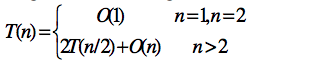 T(n)= { O(1) n=1,n=2
2T(n/2)+O(n) n>2